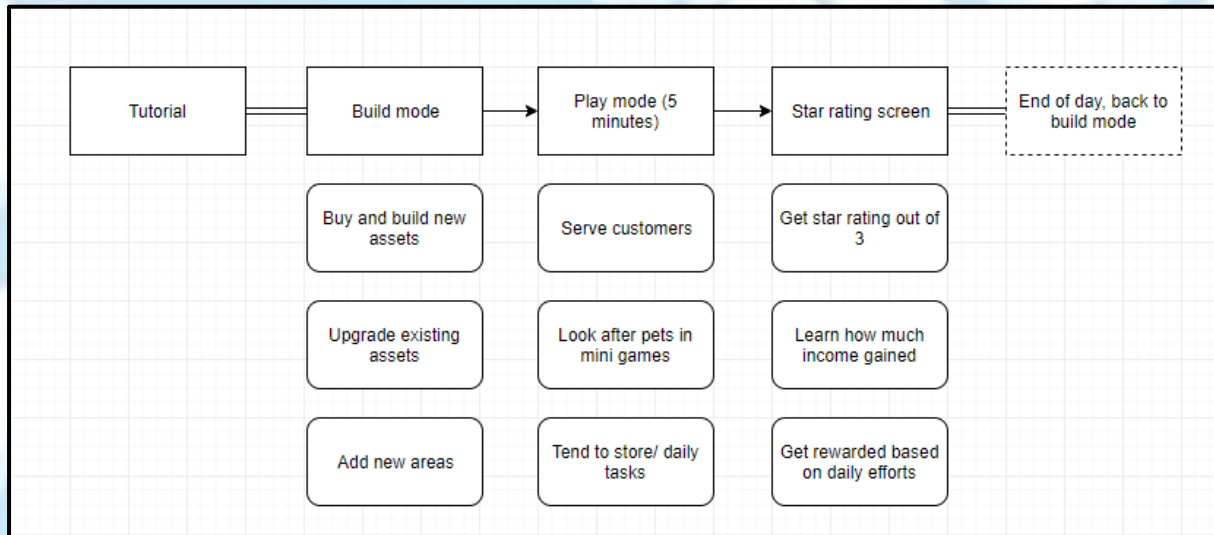 Tutorial
Build mode
Play mode (5
minutes)
Star rating screen
End of day, back to
build mode
Buy and build new
assets
Serve customers
Get star rating out of
3
Upgrade existing
assets
Look after pets in
mini games
Learn how much
income gained
Add new areas
Tend to store/ daily
tasks
Get rewarded based
on daily efforts